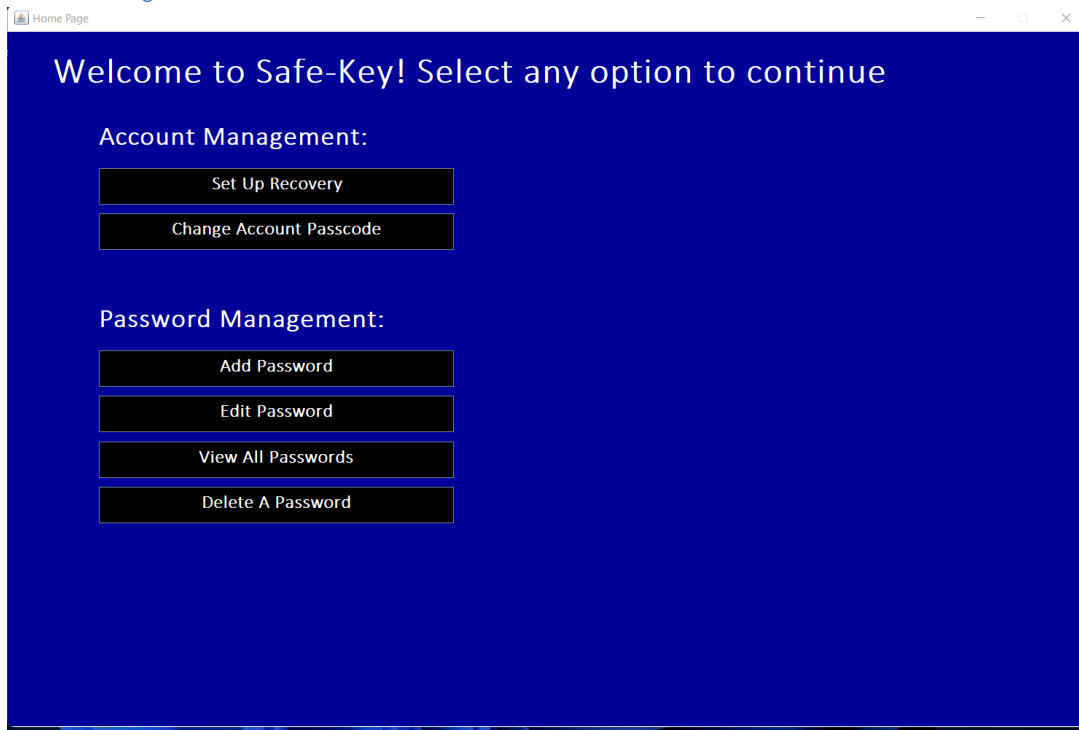 Home Page
Welcome to Safe-Key! Select any option to continue
Account Management:
Set Up Recovery
Change Account Passcode
Password Management:
Add Password
Edit Password
View All Passwords
Delete A Password